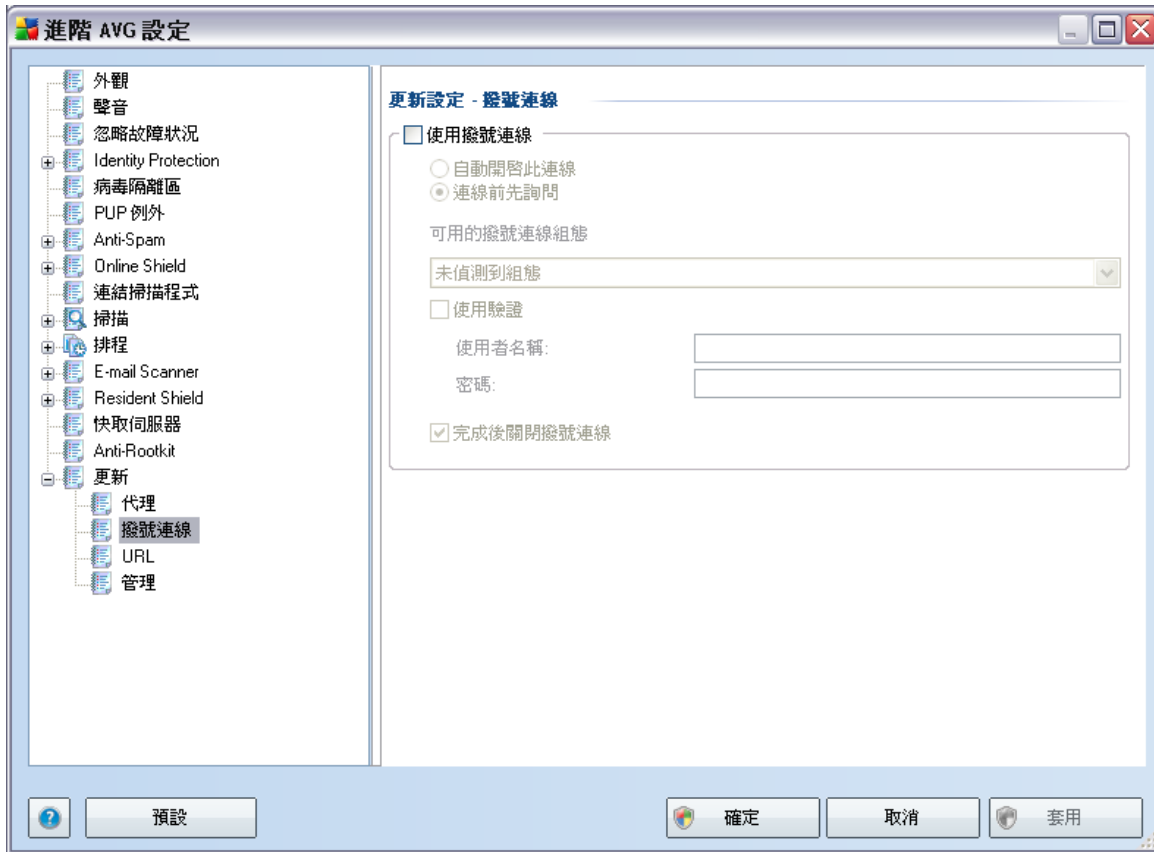 進階 AVG 設定
外觀
聲音
忽略故障狀況
Identity Protection
病毒隔離區
PUP 例外
Anti-Spam
Online Shield
連結掃描程式
掃描
排程
E-mail Scanner
Resident Shield
快取伺服器
Anti-Rootkit
更新
代理
撥號連線
URL
管理
更新設定 - 撥號連線
使用撥號連線
自動開啓此連線
連線前先詢問
可用的撥號連線組態
未偵測到組態
使用驗證
使用者名稱:
密碼:
完成後關閉撥號連線
預設
確定
取消
套用